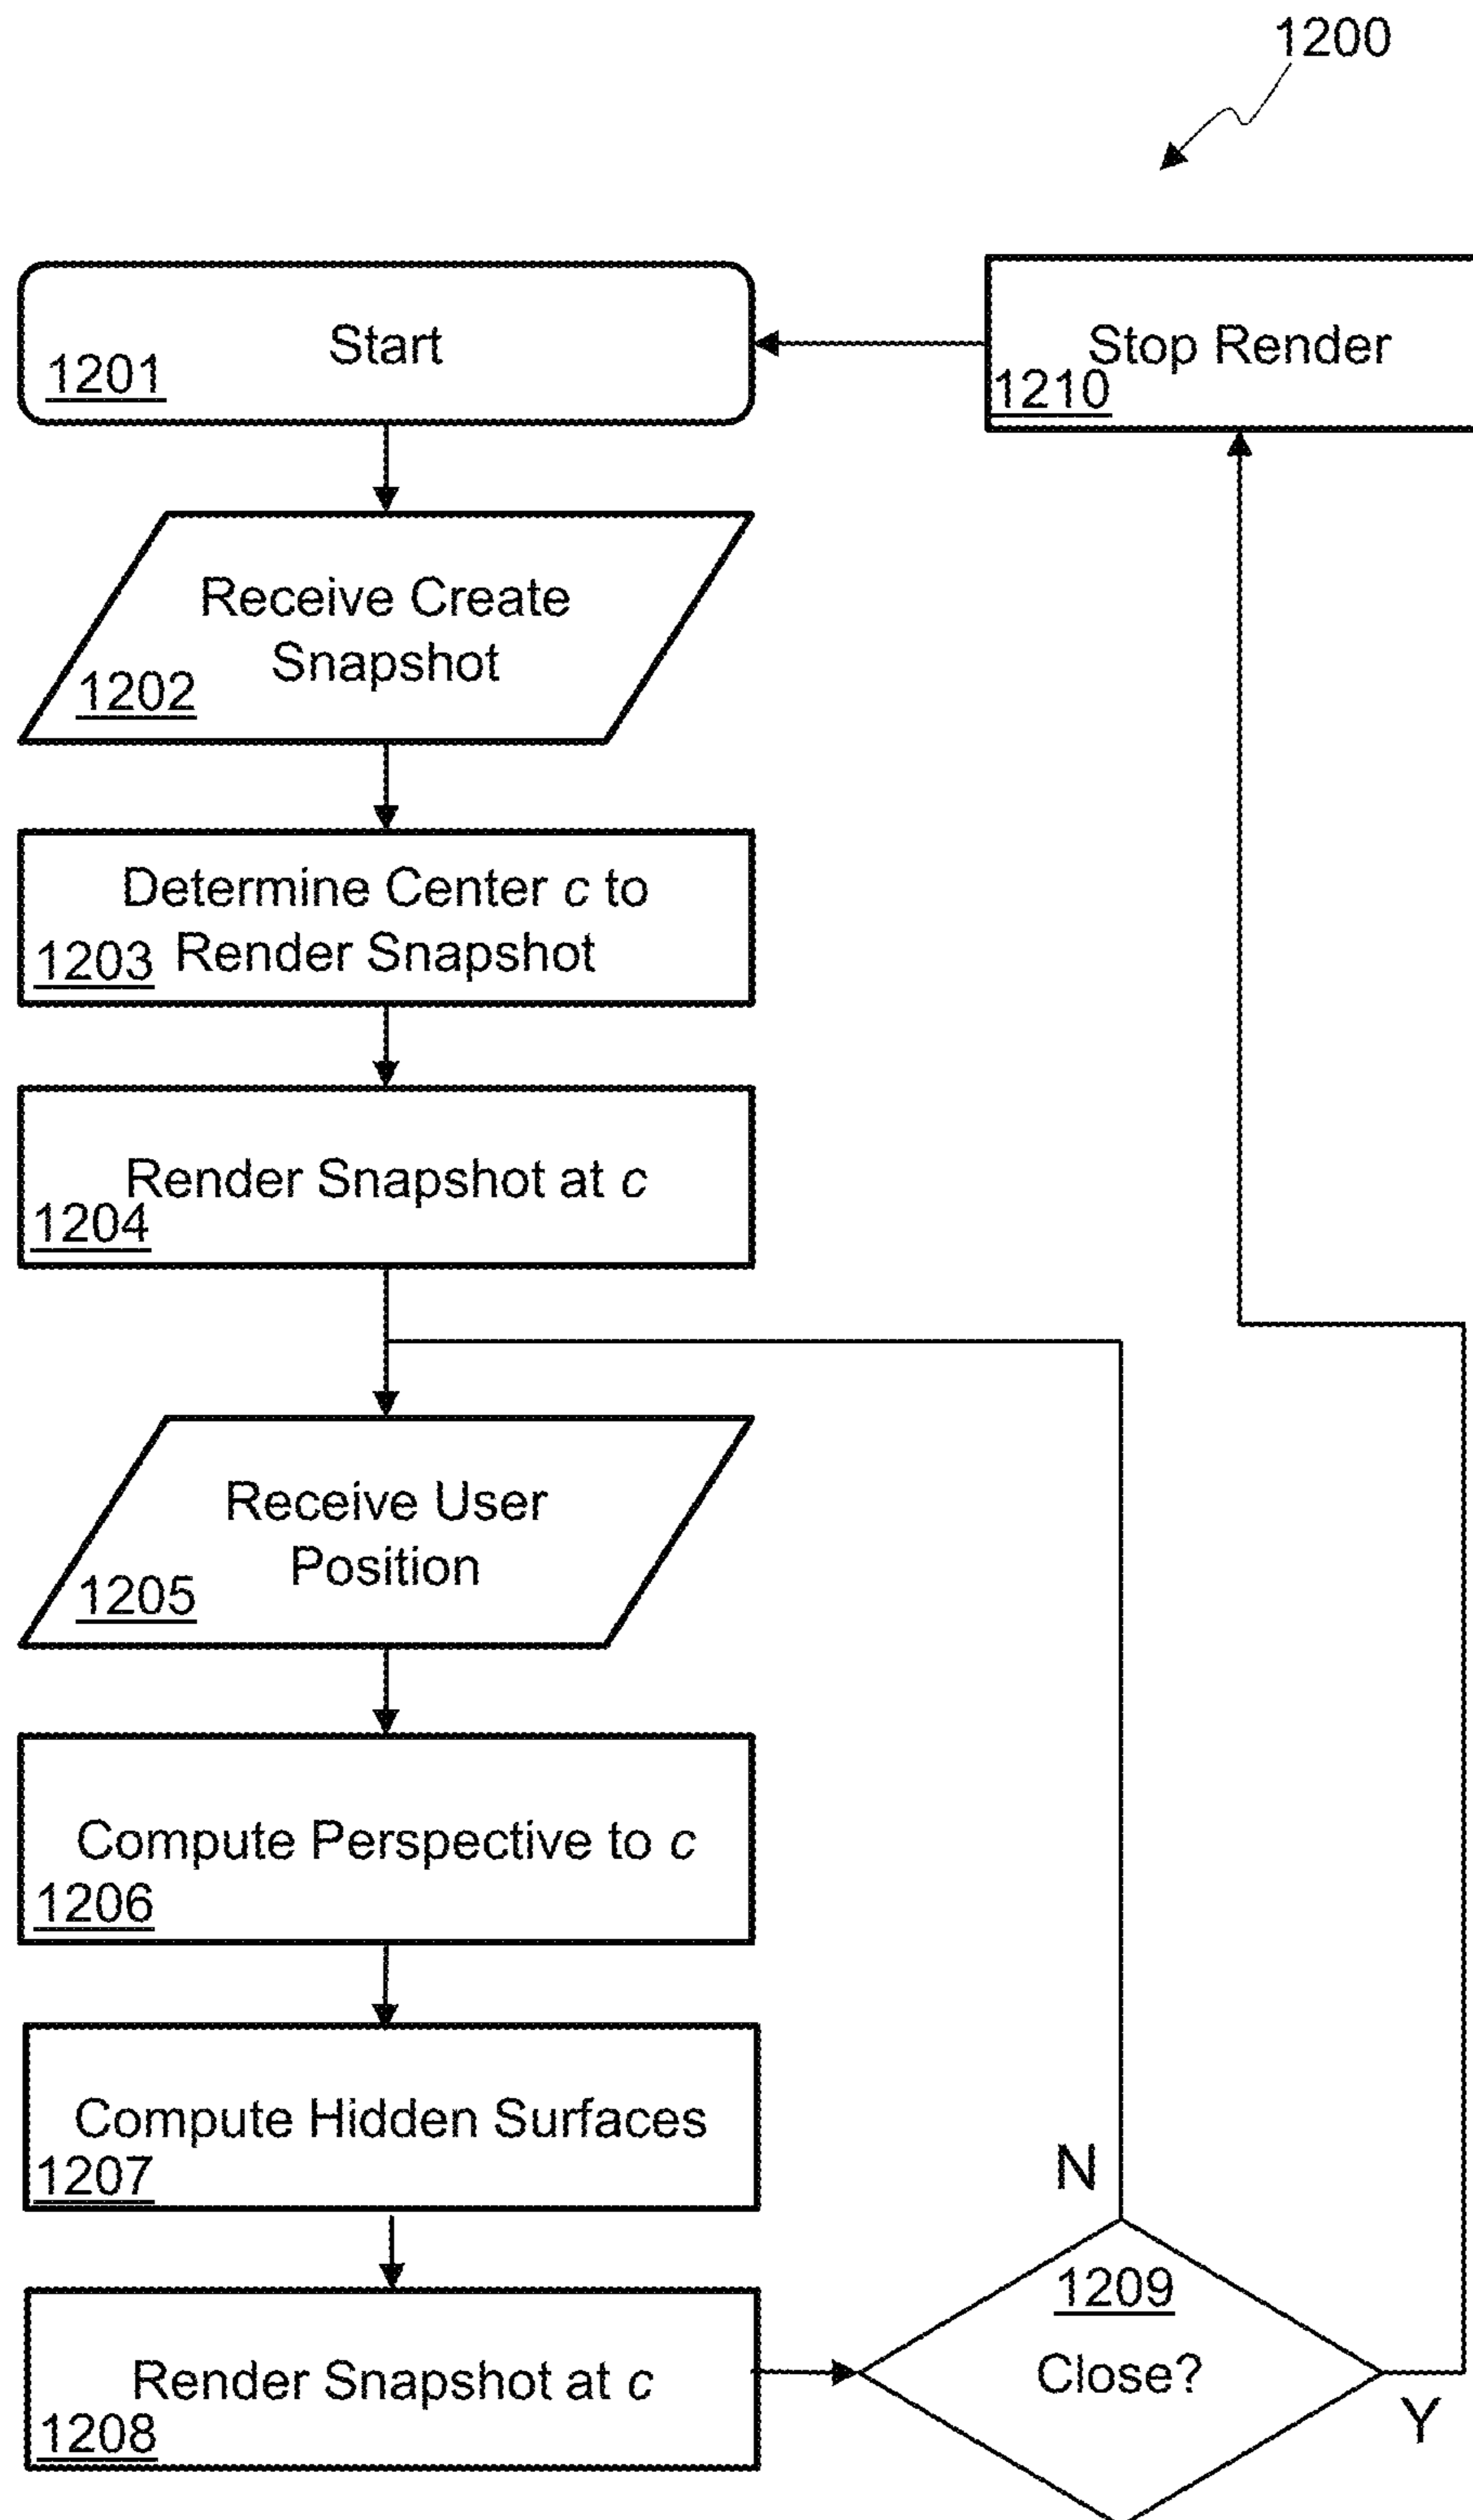 1200
Start
1201
Stop Render
1210
Receive Create
Snapshot
1202
Determine Center c to
Render Snapshot
1203
Render Snapshot at c
1204
Receive User
Position
1205
Compute Perspective to c
1206
Compute Hidden Surfaces
1207
N
1209
Close?
Y
Render Snapshot at c
1208